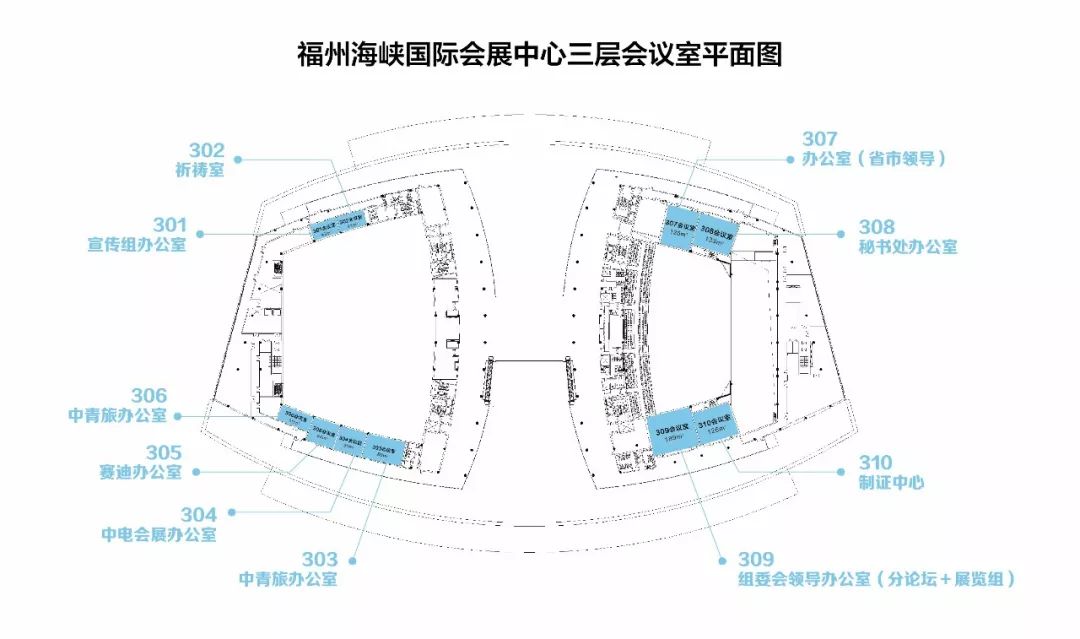 福州海峡国际会展中心三层会议室平面图
302
祈祷室
301
宣传组办公室
307
办公室（省市领导）
308
秘书处办公室
307会议室
308会议室
309会议室
310会议室
306
中青旅办公室
305
赛迪办公室
304
中电会展办公室
303
中青旅办公室
310
制证中心
309
组委会领导办公室（分论坛＋展览组）